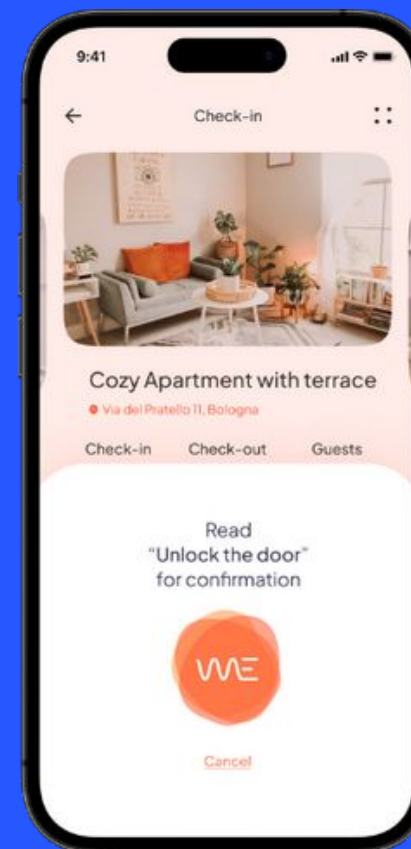 9:41
Check-in
Cozy Apartment with terrace
Via del Pratello 11, Bologna
Check-in Check-out Guests
Read
“Unlock the door”
for confirmation
WE
Cancel